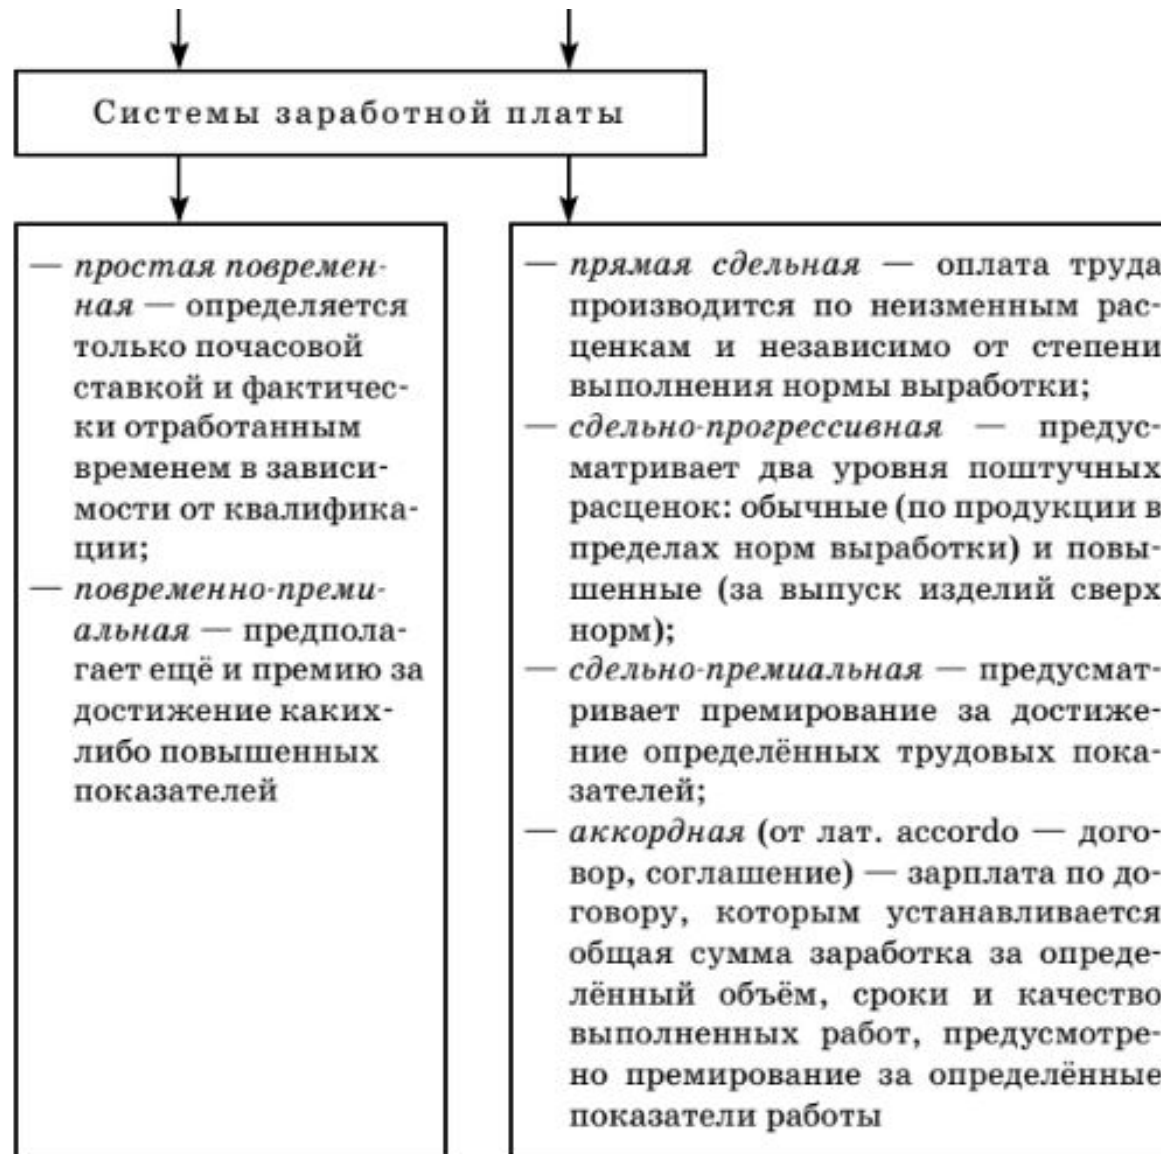 Системы заработной платы
— простая повремен-
ная — определяется
только почасовой
ставкой и фактичес-
ки отработанным
временем в зависи-
мости от квалифика-
ции;
— повременно-преми-
альная — предпола-
гает ещё и премию за
достижение каких-
либо повышенных
показателей
— прямая сдельная — оплата труда
производится по неизменным рас-
ценкам и независимо от степени
выполнения нормы выработки;
— сдельно-прогрессивная — предус-
матривает два уровня поштучных
расценок: обычные (по продукции в
пределах норм выработки) и повы-
шенные (за выпуск изделий сверх
норм);
— сдельно-премиальная — предусмат-
ривает премирование за достиже-
ние определённых трудовых пока-
зателей;
— аккордная (от лат. accordo — дого-
вор, соглашение) — зарплата по до-
говору, которым устанавливается
общая сумма заработка за опреде-
лённый объём, сроки и качество
выполненных работ, предусмотре-
но премирование за определённые
показатели работы